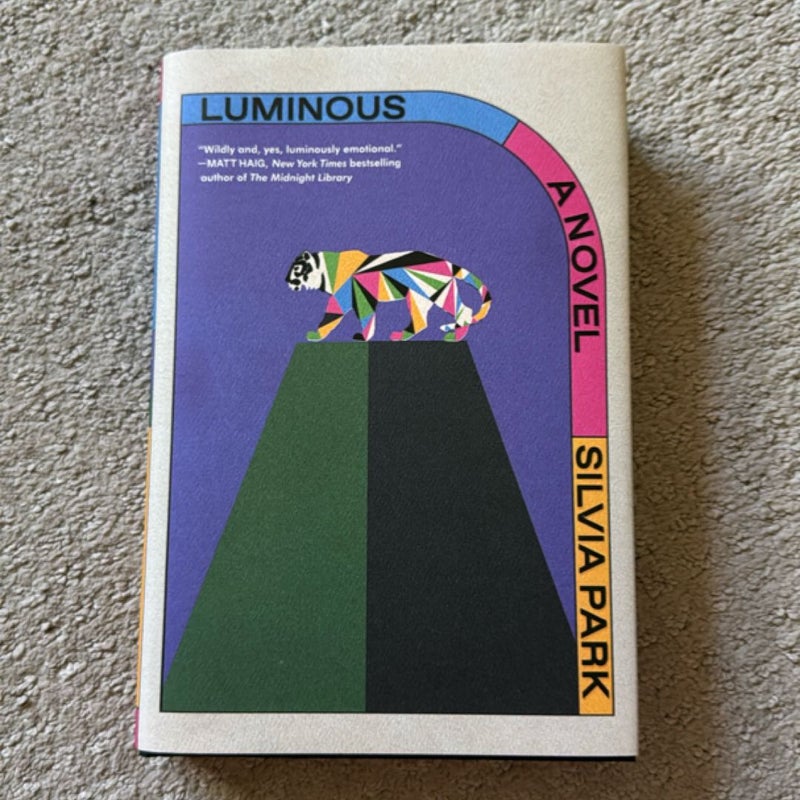 LUMINOUS
“Wildly and, yes, luminously emotional.”
—MATT HAIG, New York Times bestselling
author of The Midnight Library
A NOVEL
SILVIA PARK